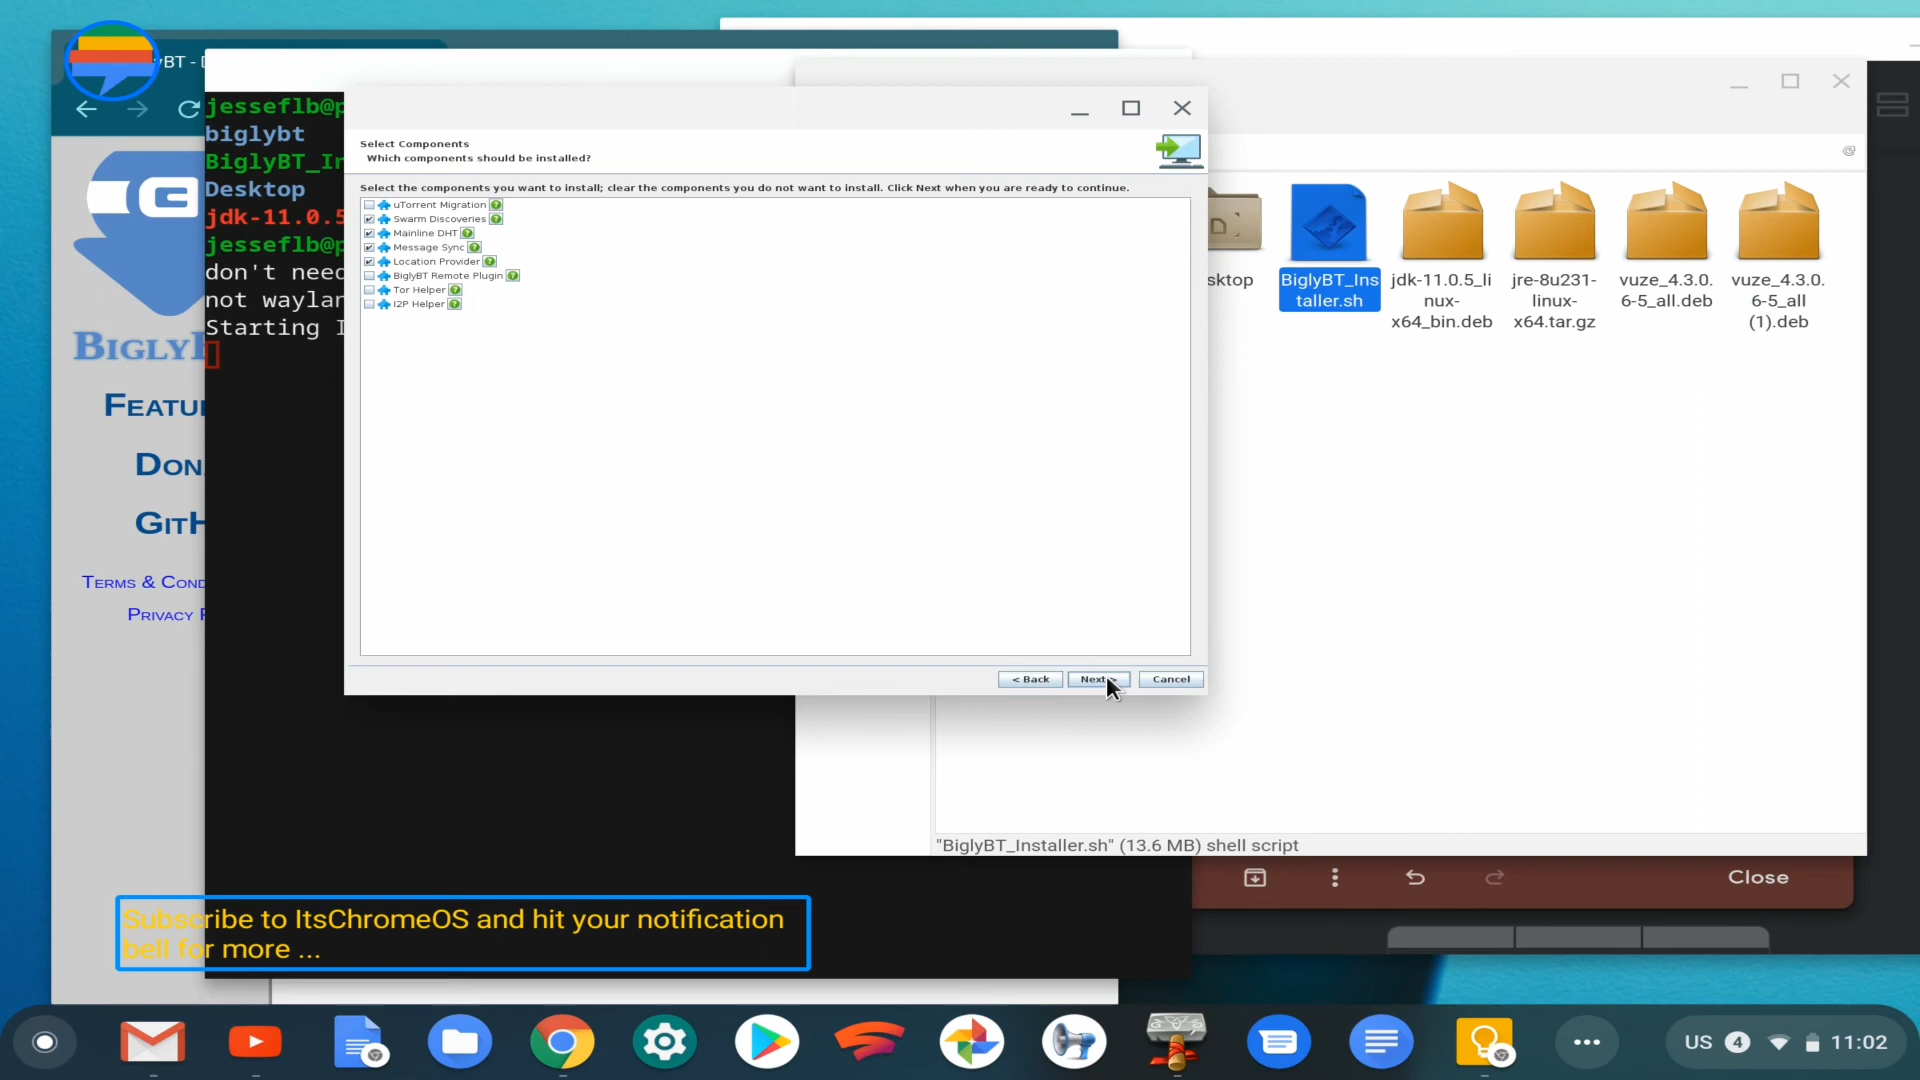 yBT - D
jesseflb@p
biglybt
BiglyBT_In
Desktop
jdk-11.0.5
jesseflb@p
don't need
not waylan
Starting I
BIGLYB
FEATU
DON
GITH
TERMS & COND
PRIVACY P
Select Components
Which components should be installed?
Select the components you want to install; clear the components you do not want to install. Click Next when you are ready to continue.
uTorrent Migration
Swarm Discoveries
Mainline DHT
Message Sync
Location Provider
BiglyBT Remote Plugin
Tor Helper
I2P Helper
< Back
Next
Cancel
sktop
BiglyBT_Ins
taller.sh
jdk-11.0.5_li
nux-
x64_bin.deb
jre-8u231-
linux-
x64.tar.gz
vuze_4.3.0.
6-5_all.deb
vuze_4.3.0.
6-5_all
(1).deb
"BiglyBT_Installer.sh" (13.6 MB) shell script
Close
Subscribe to ItsChromeOS and hit your notification
bell for more ...
US
4
11:02